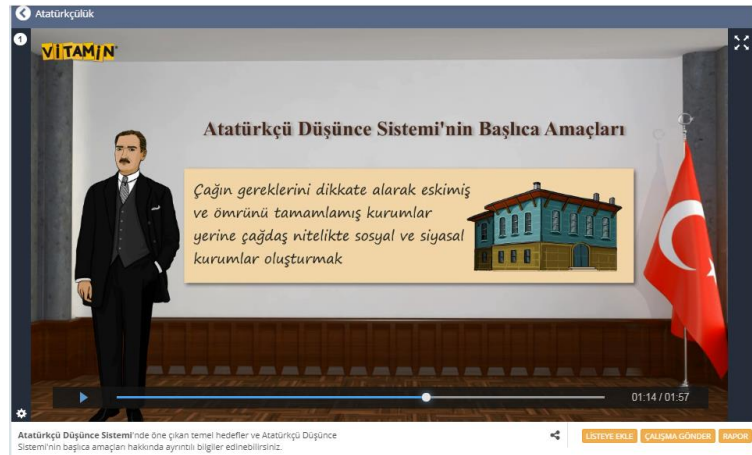 Atatürkçülük
1
VİTAMİN
Atatürkçü Düşünce Sistemi'nin Başlıca Amaçları
Çağın gereklerini dikkate alarak eskimiş
ve ömrünü tamamlamış kurumlar
yerine çağdaş nitelikte sosyal ve siyasal
kurumlar oluşturmak
01:14 / 01:57
Atatürkçü Düşünce Sistemi'nde öne çıkan temel hedefler ve Atatürkçü Düşünce
Sistemi'nin başlıca amaçları hakkında ayrıntılı bilgiler edinebilirsiniz.
LİSTEYE EKLE ÇALIŞMA GÖNDER RAPOR